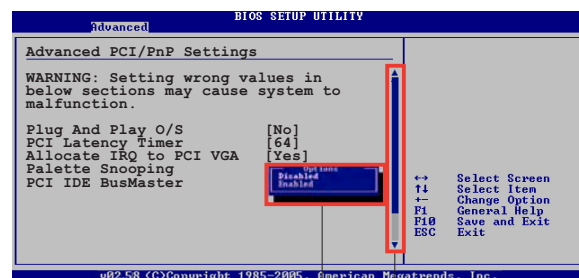 BIOS SETUP UTILITY
Advanced
Advanced PCI/PnP Settings
WARNING: Setting wrong values in
below sections may cause system to
malfunction.
Plug And Play O/S [No]
PCI Latency Timer [64]
Allocate IRQ to PCI VGA [Yes]
Palette Snooping
PCI IDE BusMaster
Options
Disabled
Enabled
↔ Select Screen
↑↓ Select Item
+- Change Option
F1 General Help
F10 Save and Exit
ESC Exit
v02.58 (C)Copyright 1985-2005, American Megatrends, Inc.